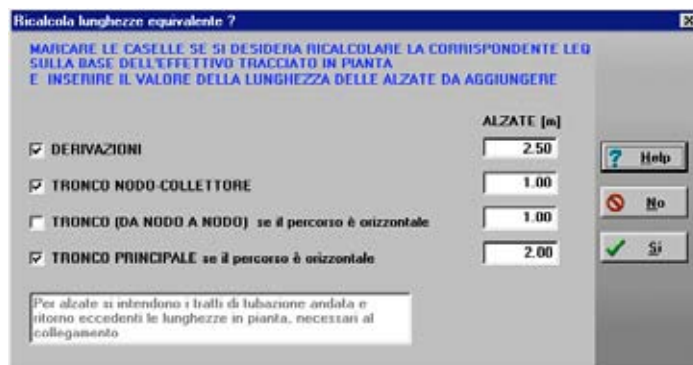 Ricalcola lunghezze equivalente ?
MARCARE LE CASELLE SE SI DESIDERA RICALCOLARE LA CORRISPONDENTE LEQ
SULLA BASE DELL'EFFETTIVO TRACCIATO IN PIANTA
E INSERIRE IL VALORE DELLA LUNGHEZZA DELLE ALZATE DA AGGIUNGERE
ALZATE [m]
DERIVAZIONI 2.50
TRONCO NODO-COLLETTORE 1.00
TRONCO (DA NODO A NODO) se il percorso è orizzontale 1.00
TRONCO PRINCIPALE se il percorso è orizzontale 2.00
Help
No
Sì
Per alzate si intendono i tratti di tubazione andata e
ritorno eccedenti le lunghezze in pianta, necessari al
collegamento